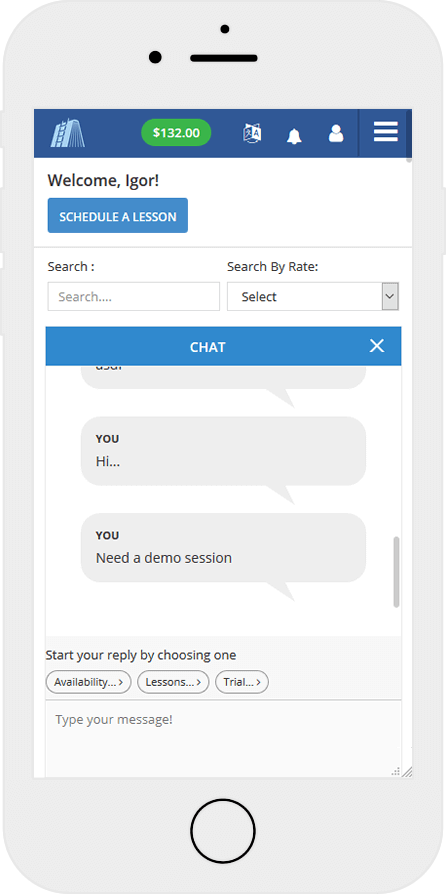 $132.00
Welcome, Igor!
SCHEDULE A LESSON
Search : Search By Rate:
Search.... Select
CHAT
YOU
Hi...
YOU
Need a demo session
Start your reply by choosing one
Availability... › Lessons... › Trial... ›
Type your message!